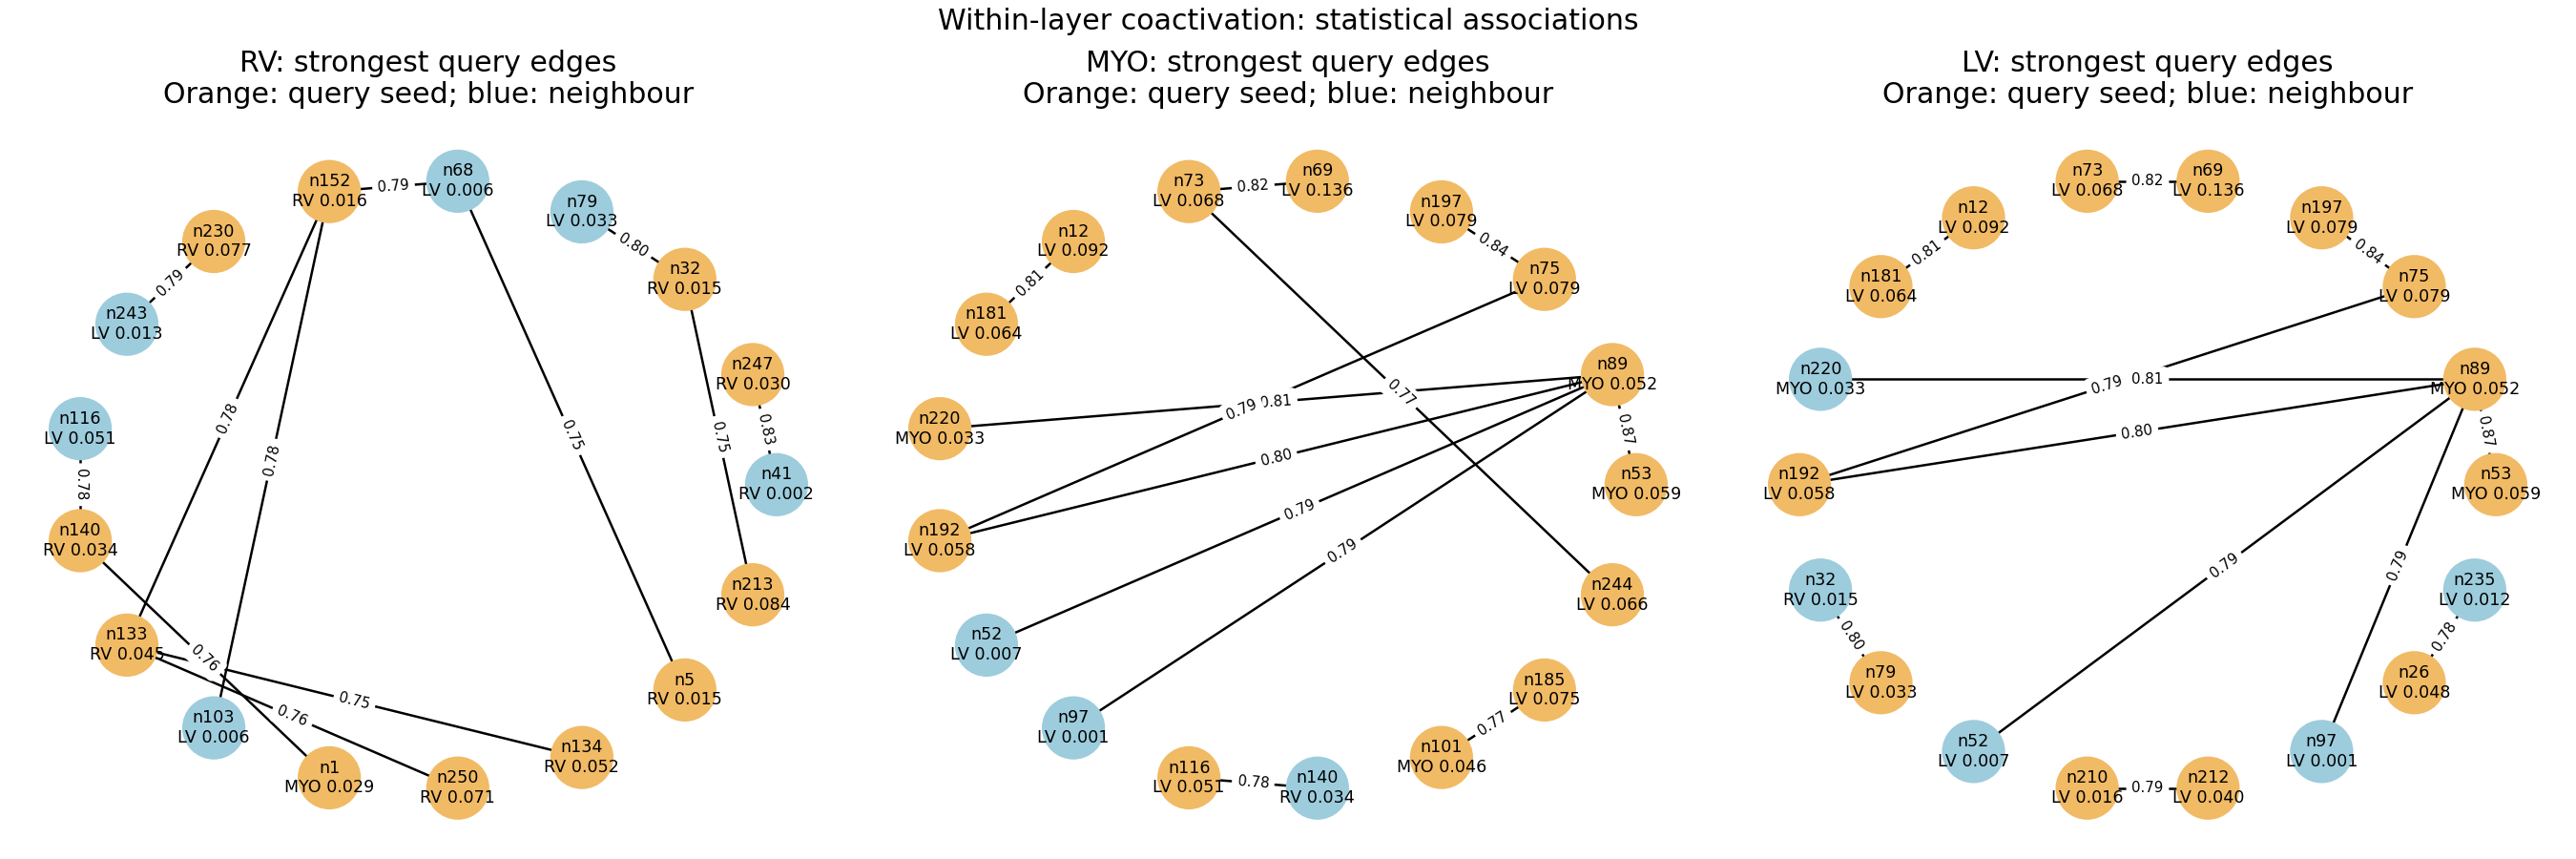 Within-layer coactivation: statistical associations
RV: strongest query edges
Orange: query seed; blue: neighbour
n152
RV 0.016
0.79
n68
LV 0.006
n79
LV 0.033
0.80
n230
RV 0.077
0.79
n32
RV 0.015
n243
LV 0.013
n247
RV 0.030
n116
LV 0.051
0.78
0.78
0.75
0.75
0.83
0.78
n41
RV 0.002
n140
RV 0.034
n213
RV 0.084
n133
RV 0.045
0.76
n5
RV 0.015
0.75
0.76
n103
LV 0.006
n134
RV 0.052
n1
MYO 0.029
n250
RV 0.071
MYO: strongest query edges
Orange: query seed; blue: neighbour
n73
LV 0.068
0.82
n69
LV 0.136
n197
LV 0.079
0.84
n12
LV 0.092
0.81
n75
LV 0.079
n181
LV 0.064
n89
MYO 0.052
0.77
0.79
0.81
n220
MYO 0.033
0.87
0.80
n53
MYO 0.059
0.79
n192
LV 0.058
0.79
n244
LV 0.066
n52
LV 0.007
n185
LV 0.075
0.77
n97
LV 0.001
n101
MYO 0.046
n116
LV 0.051
0.78
n140
RV 0.034
LV: strongest query edges
Orange: query seed; blue: neighbour
n73
LV 0.068
0.82
n69
LV 0.136
n12
LV 0.092
n197
LV 0.079
0.81
0.84
n181
LV 0.064
n75
LV 0.079
n220
MYO 0.033
0.79
0.81
n89
MYO 0.052
0.80
0.87
n192
LV 0.058
n53
MYO 0.059
0.79
0.79
n32
RV 0.015
n235
LV 0.012
0.80
0.78
n79
LV 0.033
n26
LV 0.048
n52
LV 0.007
n97
LV 0.001
n210
LV 0.016
0.79
n212
LV 0.040